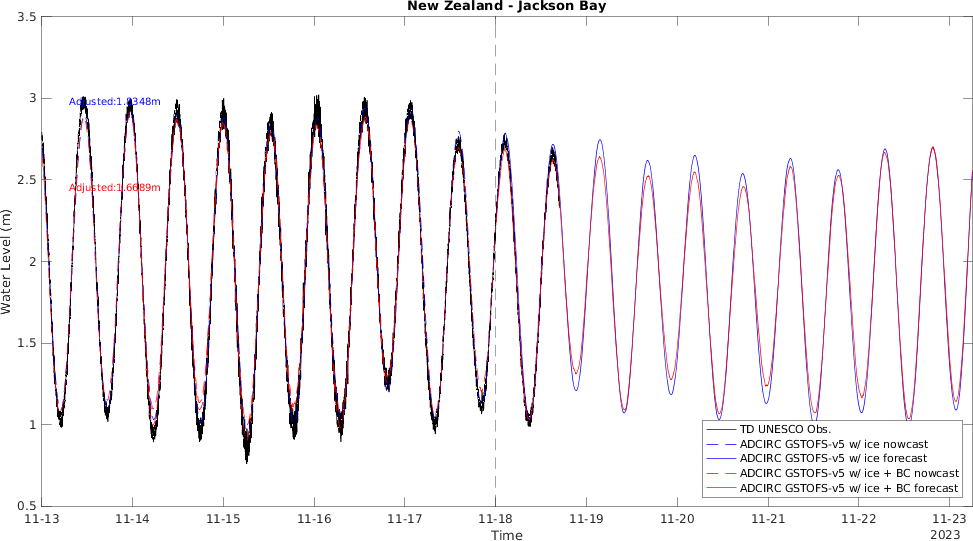 New Zealand - Jackson Bay
3.5
3
2.5
2
1.5
1
0.5
Water Level (m)
Adjusted:1.8348m
Adjusted:1.6689m
TD UNESCO Obs.
ADCIRC GSTOFS-v5 w/ ice nowcast
ADCIRC GSTOFS-v5 w/ ice forecast
ADCIRC GSTOFS-v5 w/ ice + BC nowcast
ADCIRC GSTOFS-v5 w/ ice + BC forecast
11-13 11-14 11-15 11-16 11-17 11-18 11-19 11-20 11-21 11-22 11-23
Time
2023